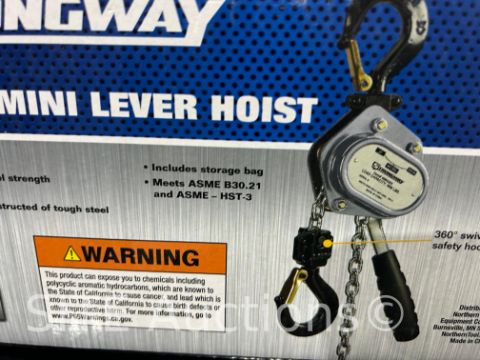 NGWAY
MINI LEVER HOIST
• Includes storage bag
• Meets ASME B30.21
and ASME – HST-3
el strength
nstructed of tough steel
WARNING
This product can expose you to chemicals including
polycyclic aromatic hydrocarbons, which are known to
the State of California to cause cancer, and lead which is
known to the State of California to cause birth defects or
other reproductive harm. For more information, go to
www.P65Warnings.ca.gov.
360° swiv
safety hoo
Distrib
Northern
Equipment C
Burnsville, MN
NorthernTool.
Made in C